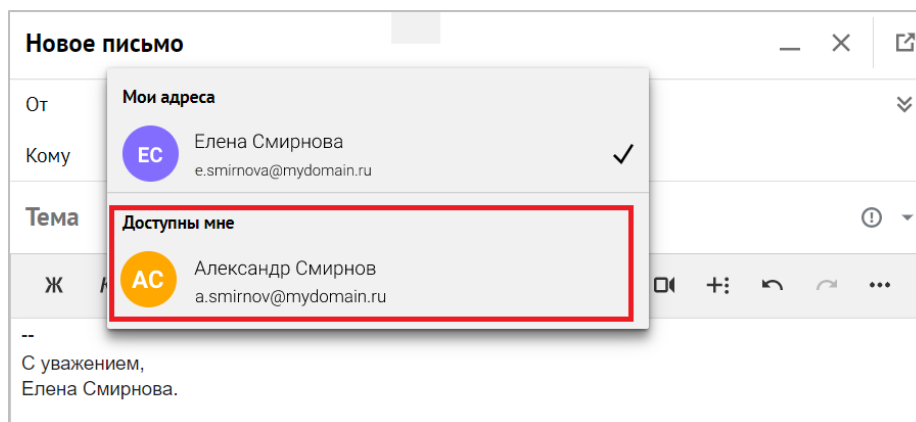 Новое письмо
От
Кому
Мои адреса
ЕС
Елена Смирнова
e.smirnova@mydomain.ru
Тема
Доступны мне
АС
Александр Смирнов
a.smirnov@mydomain.ru
Ж
--
С уважением,
Елена Смирнова.